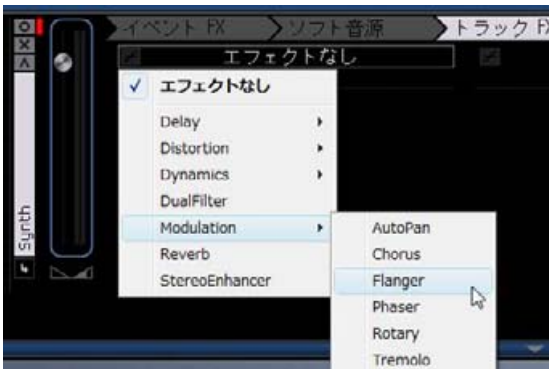 イベント FX ソフト音源 トラック FX
エフェクトなし
エフェクトなし
Delay
Distortion
Dynamics
DualFilter
Modulation
Reverb
StereoEnhancer
AutoPan
Chorus
Flanger
Phaser
Rotary
Tremolo
Synth